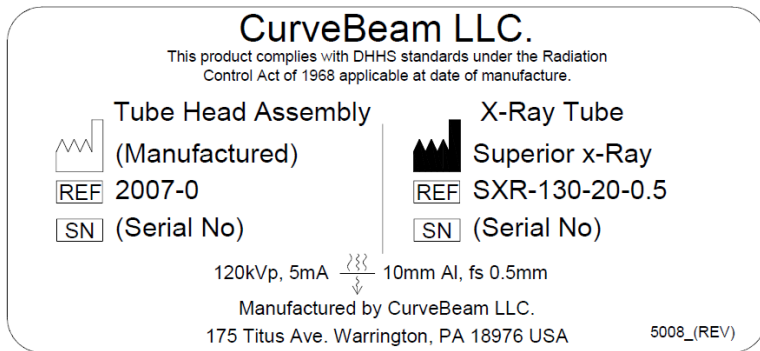 CurveBeam LLC.
This product complies with DHHS standards under the Radiation
Control Act of 1968 applicable at date of manufacture.
Tube Head Assembly
(Manufactured)
REF 2007-0
SN (Serial No)
X-Ray Tube
Superior x-Ray
REF SXR-130-20-0.5
SN (Serial No)
120kVp, 5mA 10mm Al, fs 0.5mm
Manufactured by CurveBeam LLC.
175 Titus Ave. Warrington, PA 18976 USA
5008_(REV)